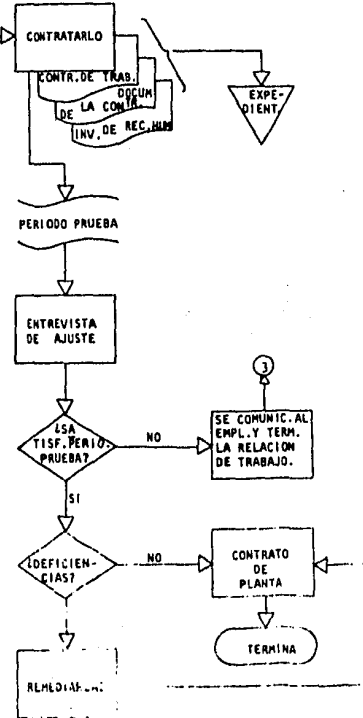 CONTRATARLO
CONTR.DE TRAB.
DOCUM
DE LA CONTR.
INV. DE REC.HUM
EXPE-
DIENT.
PERIODO PRUEBA
ENTREVISTA
DE AJUSTE
3
¿SA
TISF.PERIO.
PRUEBA?
NO
SE COMUNIC.AL
EMPL.Y TERM.
LA RELACION
DE TRABAJO.
SI
¿DEFICIEN-
CIAS?
NO
CONTRATO
DE
PLANTA
TERMINA